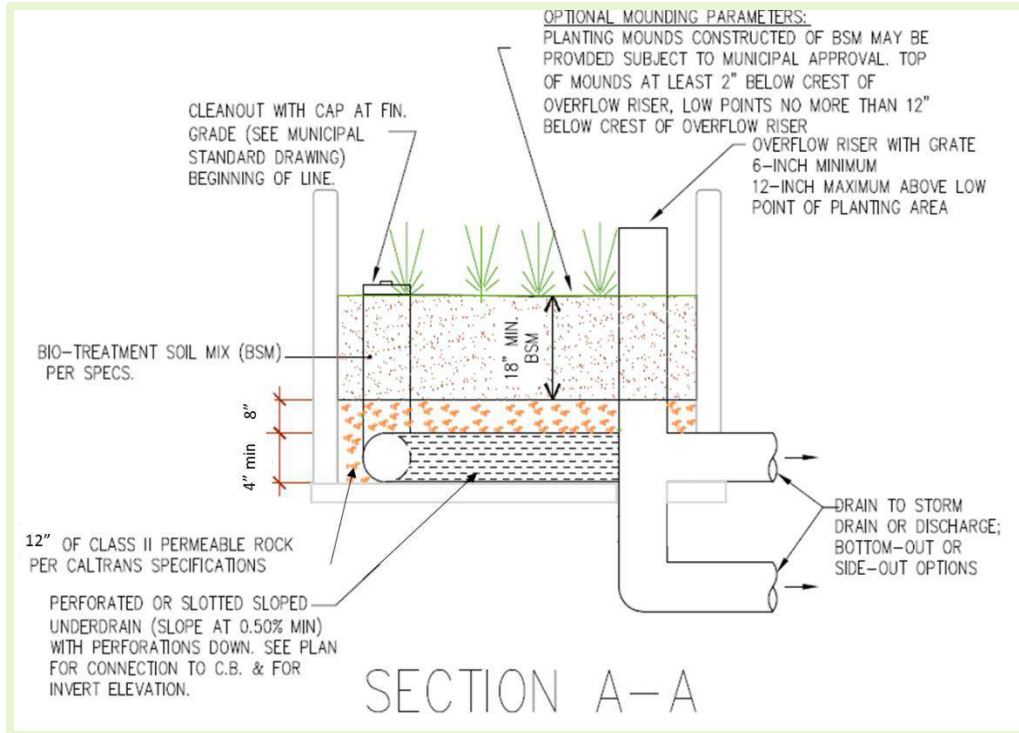 OPTIONAL MOUNDING PARAMETERS:
PLANTING MOUNDS CONSTRUCTED OF BSM MAY BE
PROVIDED SUBJECT TO MUNICIPAL APPROVAL. TOP
OF MOUNDS AT LEAST 2" BELOW CREST OF
OVERFLOW RISER, LOW POINTS NO MORE THAN 12"
BELOW CREST OF OVERFLOW RISER
CLEANOUT WITH CAP AT FIN.
GRADE (SEE MUNICIPAL
STANDARD DRAWING)
BEGINNING OF LINE.
OVERFLOW RISER WITH GRATE
6-INCH MINIMUM
12-INCH MAXIMUM ABOVE LOW
POINT OF PLANTING AREA
BIO-TREATMENT SOIL MIX (BSM)
PER SPECS.
18" MIN.
BSM
8"
4" min
12" OF CLASS II PERMEABLE ROCK
PER CALTRANS SPECIFICATIONS
DRAIN TO STORM
DRAIN OR DISCHARGE;
BOTTOM-OUT OR
SIDE-OUT OPTIONS
PERFORATED OR SLOTTED SLOPED
UNDERDRAIN (SLOPE AT 0.50% MIN)
WITH PERFORATIONS DOWN. SEE PLAN
FOR CONNECTION TO C.B. & FOR
INVERT ELEVATION.
SECTION A-A